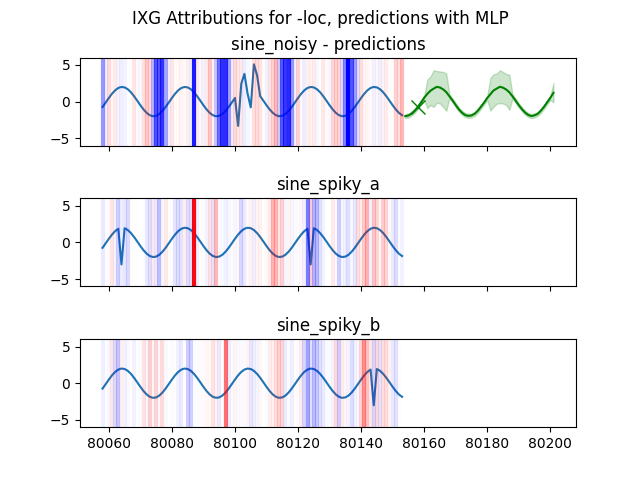 IXG Attributions for -loc, predictions with MLP
sine_noisy - predictions
5
0
−5
sine_spiky_a
5
0
−5
sine_spiky_b
5
0
−5
80060 80080 80100 80120 80140 80160 80180 80200